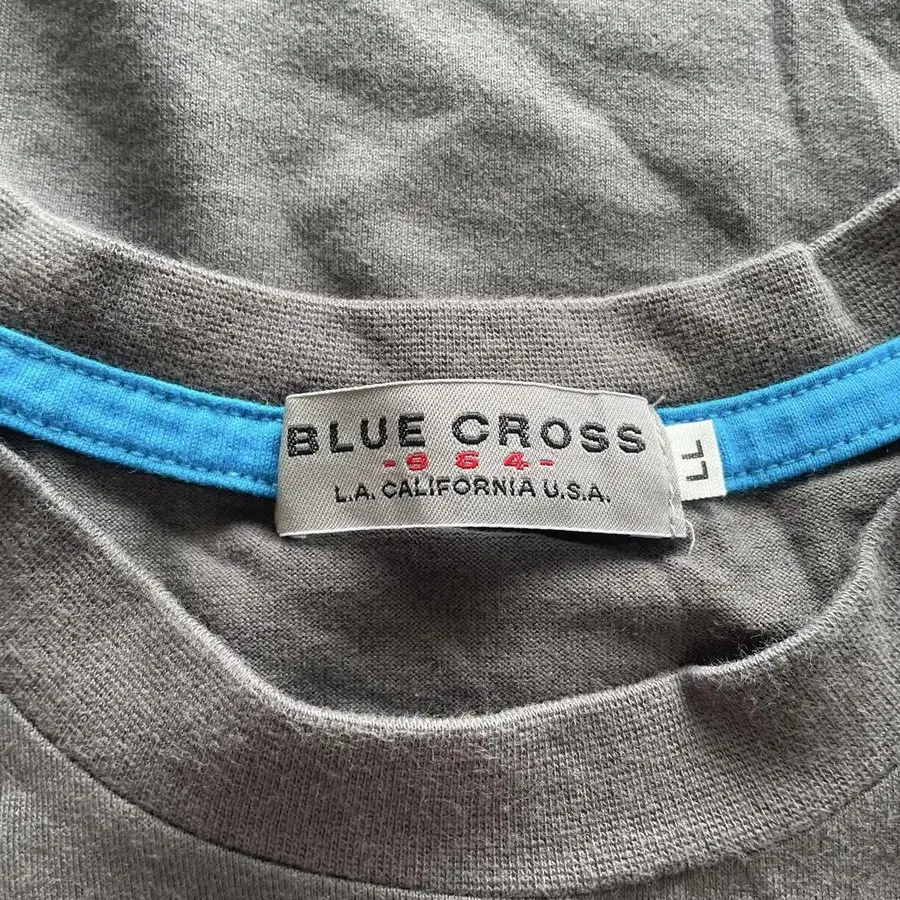 BLUE CROSS
-964-
L.A. CALIFORNIA U.S.A.
LL